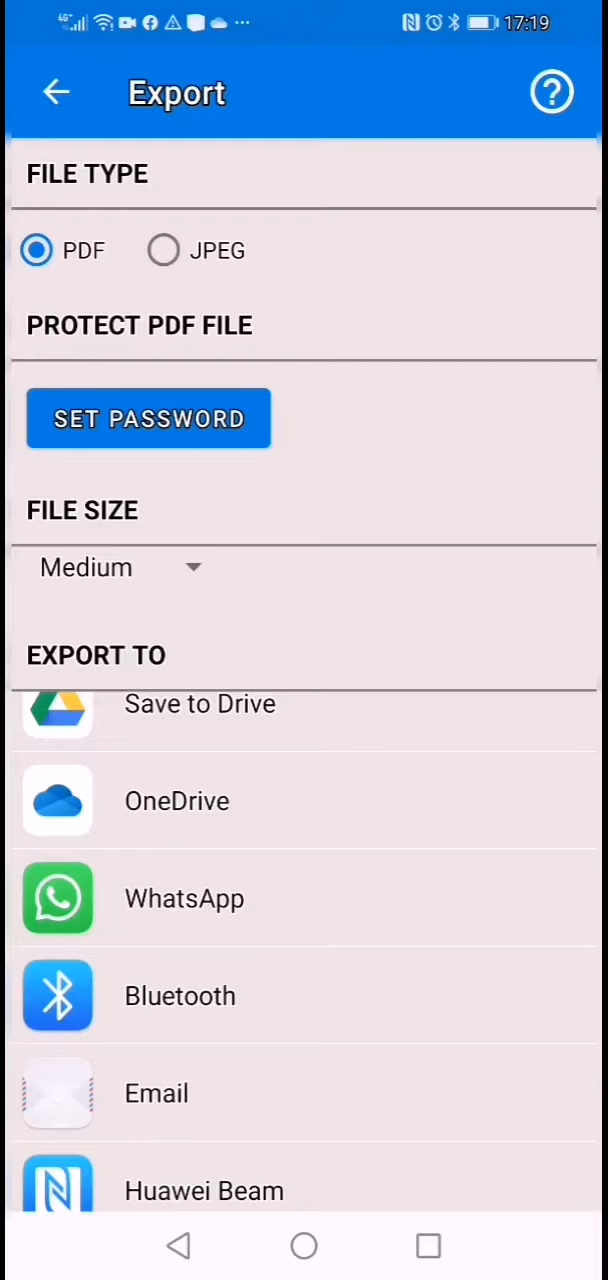 4G+ 17:19
Export
FILE TYPE
PDF JPEG
PROTECT PDF FILE
SET PASSWORD
FILE SIZE
Medium
EXPORT TO
Save to Drive
OneDrive
WhatsApp
Bluetooth
Email
Huawei Beam